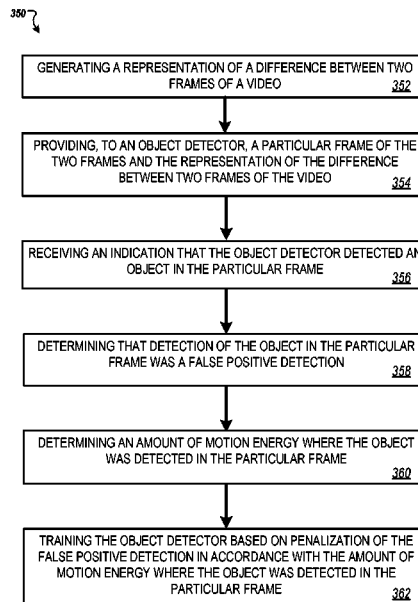 350
GENERATING A REPRESENTATION OF A DIFFERENCE BETWEEN TWO
FRAMES OF A VIDEO
352
PROVIDING, TO AN OBJECT DETECTOR, A PARTICULAR FRAME OF THE
TWO FRAMES AND THE REPRESENTATION OF THE DIFFERENCE
BETWEEN TWO FRAMES OF THE VIDEO
354
RECEIVING AN INDICATION THAT THE OBJECT DETECTOR DETECTED AN
OBJECT IN THE PARTICULAR FRAME
356
DETERMINING THAT DETECTION OF THE OBJECT IN THE PARTICULAR
FRAME WAS A FALSE POSITIVE DETECTION
358
DETERMINING AN AMOUNT OF MOTION ENERGY WHERE THE OBJECT
WAS DETECTED IN THE PARTICULAR FRAME
360
TRAINING THE OBJECT DETECTOR BASED ON PENALIZATION OF THE
FALSE POSITIVE DETECTION IN ACCORDANCE WITH THE AMOUNT OF
MOTION ENERGY WHERE THE OBJECT WAS DETECTED IN THE
PARTICULAR FRAME
362